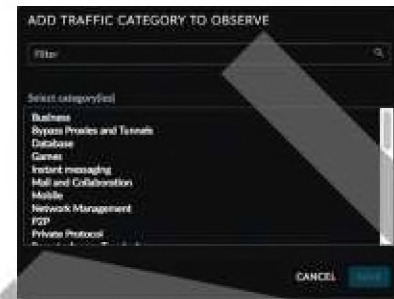 ADD TRAFFIC CATEGORY TO OBSERVE
Filter
Select category(ies)
Business
Bypass Proxies and Tunnels
Database
Games
Instant messaging
Mail and Collaboration
Mobile
Network Management
P2P
Private Protocol
CANCEL